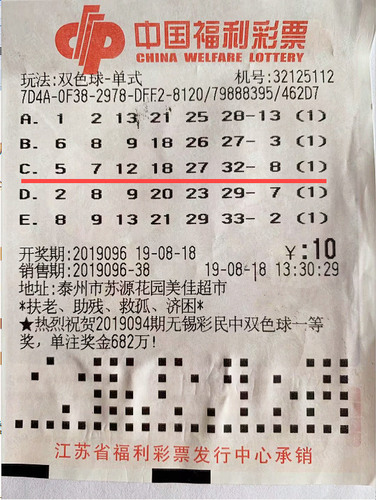 中国福利彩票
CHINA WELFARE LOTTERY
玩法:双色球-单式 机号:32125112
7D4A-0F38-2978-DFF2-8120/79888395/462D7
A. 1 2 13 21 25 28-13 (1)
B. 6 8 9 18 26 27- 3 (1)
C. 5 7 12 18 27 32- 8 (1)
D. 2 8 9 20 23 29- 7 (1)
E. 8 9 13 21 29 33- 2 (1)
开奖期:2019096 19-08-18 ¥:10
销售期:2019096-38 19-08-18 13:30:29
地址:泰州市苏源花园美佳超市
*扶老、助残、救孤、济困*
★热烈祝贺2019094期无锡彩民中双色球一等
奖,单注奖金682万!
江苏省福利彩票发行中心承销